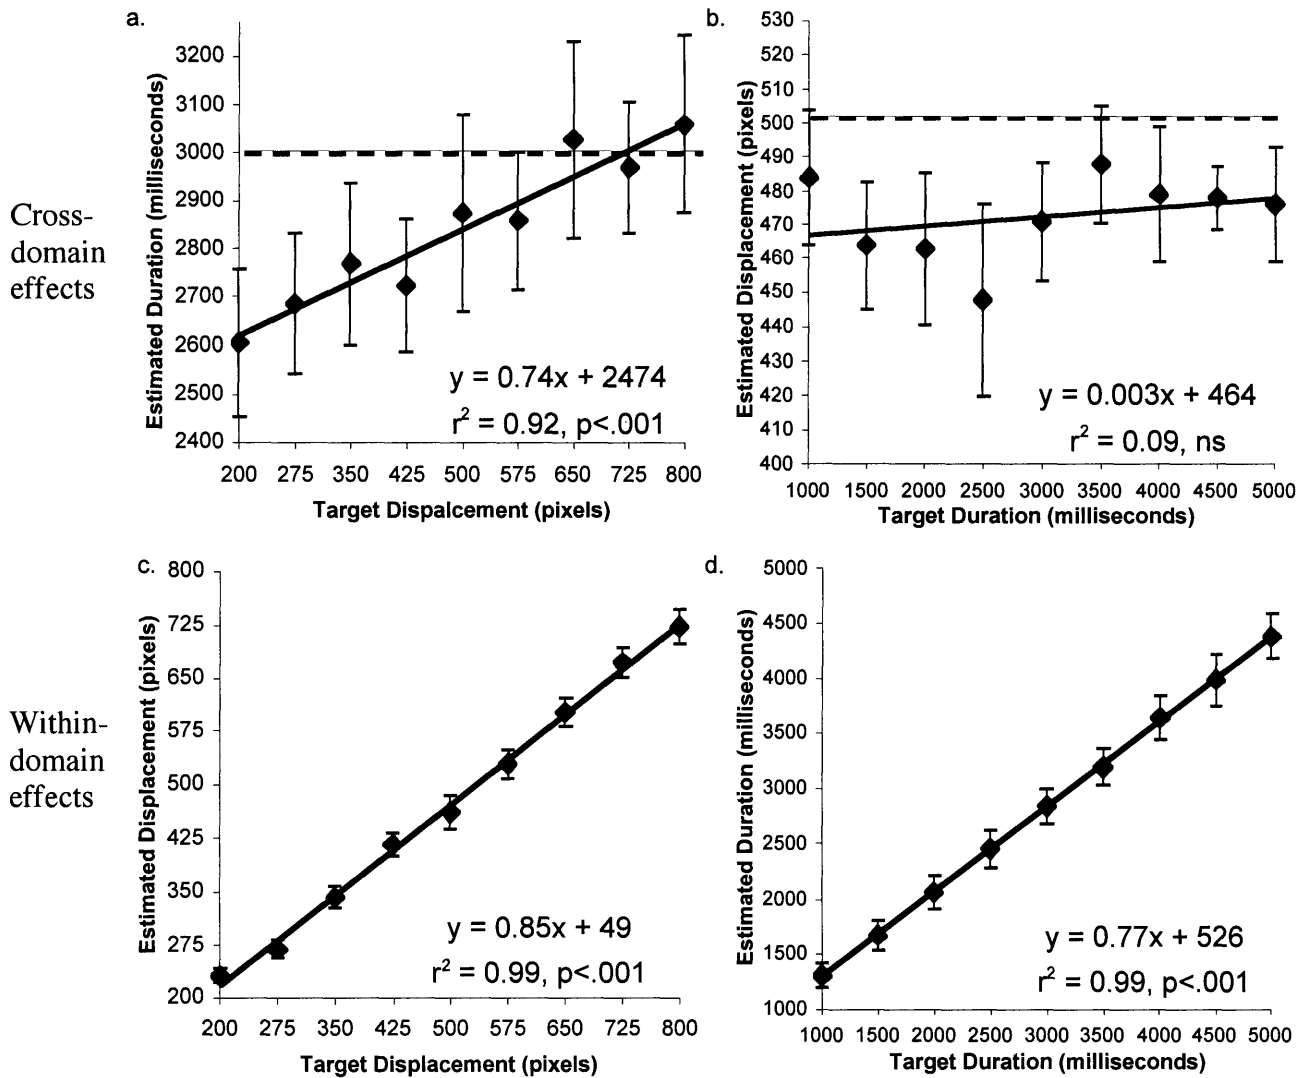 a.
Estimated Duration (milliseconds)
3200
3100
3000
2900
2800
2700
2600
2500
2400
y = 0.74x + 2474
r² = 0.92, p<.001
200 275 350 425 500 575 650 725 800
Target Dispalcement (pixels)
b.
Estimated Displacement (pixels)
530
520
510
500
490
480
470
460
450
440
430
420
410
400
y = 0.003x + 464
r² = 0.09, ns
1000 1500 2000 2500 3000 3500 4000 4500 5000
Target Duration (milliseconds)
Cross-
domain
effects
c.
Estimated Displacement (pixels)
800
725
650
575
500
425
350
275
200
y = 0.85x + 49
r² = 0.99, p<.001
200 275 350 425 500 575 650 725 800
Target Displacement (pixels)
d.
Estimated Duration (milliseconds)
5000
4500
4000
3500
3000
2500
2000
1500
1000
y = 0.77x + 526
r² = 0.99, p<.001
1000 1500 2000 2500 3000 3500 4000 4500 5000
Target Duration (milliseconds)
Within-
domain
effects